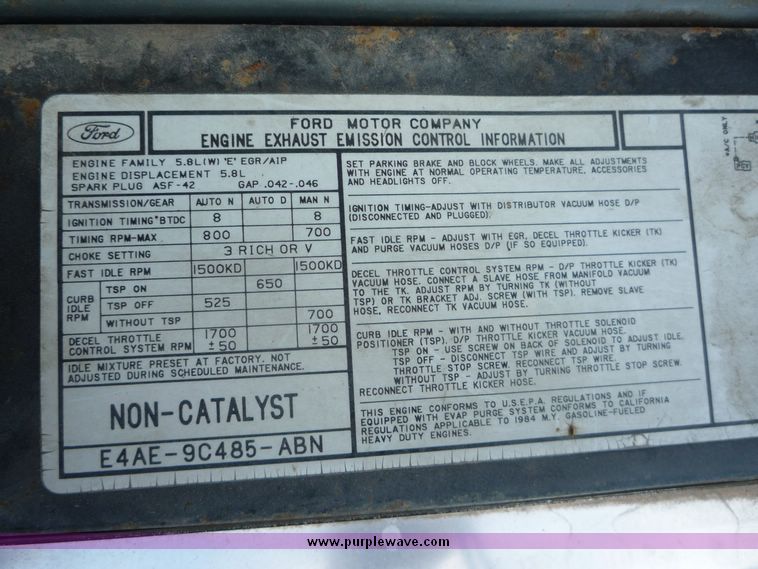 Ford
FORD MOTOR COMPANY
ENGINE EXHAUST EMISSION CONTROL INFORMATION
ENGINE FAMILY 5.8L(W)'E' EGR/AIP
ENGINE DISPLACEMENT 5.8L
SPARK PLUG ASF-42 GAP .042-.046
TRANSMISSION/GEAR AUTO N AUTO D MAN N
IGNITION TIMING°BTDC 8 8
TIMING RPM-MAX 800 700
CHOKE SETTING 3 RICH OR V
FAST IDLE RPM 1500KD 1500KD
CURB IDLE RPM
TSP ON 650
TSP OFF 525
WITHOUT TSP 700
DECEL THROTTLE 1700 1700
CONTROL SYSTEM RPM ±50 ±50
IDLE MIXTURE PRESET AT FACTORY. NOT
ADJUSTED DURING SCHEDULED MAINTENANCE.
NON-CATALYST
E4AE-9C485-ABN
SET PARKING BRAKE AND BLOCK WHEELS. MAKE ALL ADJUSTMENTS
WITH ENGINE AT NORMAL OPERATING TEMPERATURE, ACCESSORIES
AND HEADLIGHTS OFF.
IGNITION TIMING-ADJUST WITH DISTRIBUTOR VACUUM HOSE D/P
(DISCONNECTED AND PLUGGED).
FAST IDLE RPM - ADJUST WITH EGR, DECEL THROTTLE KICKER (TK)
AND PURGE VACUUM HOSES D/P (IF SO EQUIPPED).
DECEL THROTTLE CONTROL SYSTEM RPM - D/P THROTTLE KICKER (TK)
VACUUM HOSE. CONNECT A SLAVE HOSE FROM MANIFOLD VACUUM
TO THE TK. ADJUST RPM BY TURNING TK (WITHOUT
TSP) OR TK BRACKET ADJ. SCREW (WITH TSP). REMOVE SLAVE
HOSE, RECONNECT TK VACUUM HOSE.
CURB IDLE RPM - WITH AND WITHOUT THROTTLE SOLENOID
POSITIONER (TSP). D/P THROTTLE KICKER VACUUM HOSE.
TSP ON - USE SCREW ON BACK OF SOLENOID TO ADJUST IDLE.
TSP OFF - DISCONNECT TSP WIRE AND ADJUST BY TURNING
THROTTLE STOP SCREW. RECONNECT TSP WIRE.
WITHOUT TSP - ADJUST BY TURNING THROTTLE STOP SCREW.
RECONNECT THROTTLE KICKER HOSE.
THIS ENGINE CONFORMS TO U.S.E.P.A. REGULATIONS AND IF
EQUIPPED WITH EVAP PURGE SYSTEM CONFORMS TO CALIFORNIA
REGULATIONS APPLICABLE TO 1984 M.Y. GASOLINE-FUELED
HEAVY DUTY ENGINES.
*A/C ONLY
www.purplewave.com